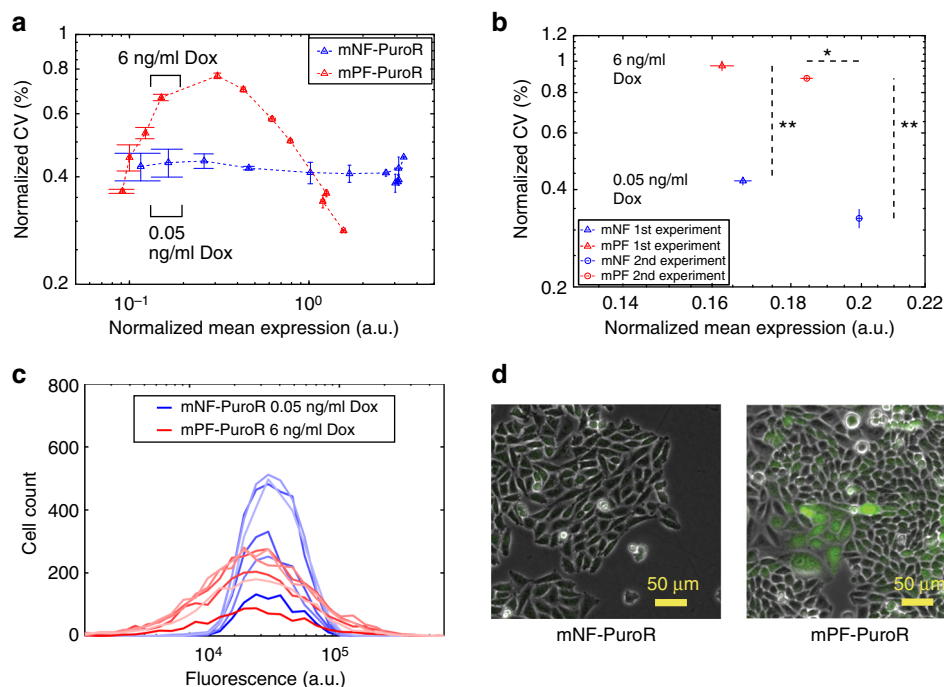 a
Normalized CV (%)
1
0.8
0.6
0.4
0.2
6 ng/ml Dox
0.05
ng/ml Dox
mNF-PuroR
mPF-PuroR
10⁻¹
10⁰
Normalized mean expression (a.u.)
b
Normalized CV (%)
1
0.8
0.6
0.4
0.2
6 ng/ml
Dox
*
**
**
0.05 ng/ml
Dox
mNF 1st experiment
mPF 1st experiment
mNF 2nd experiment
mPF 2nd experiment
0.14
0.16
0.18
0.2
0.22
Normalized mean expression (a.u.)
c
Cell count
800
600
400
200
0
mNF-PuroR 0.05 ng/ml Dox
mPF-PuroR 6 ng/ml Dox
10⁴
10⁵
Fluorescence (a.u.)
d
50 μm
50 μm
mNF-PuroR
mPF-PuroR